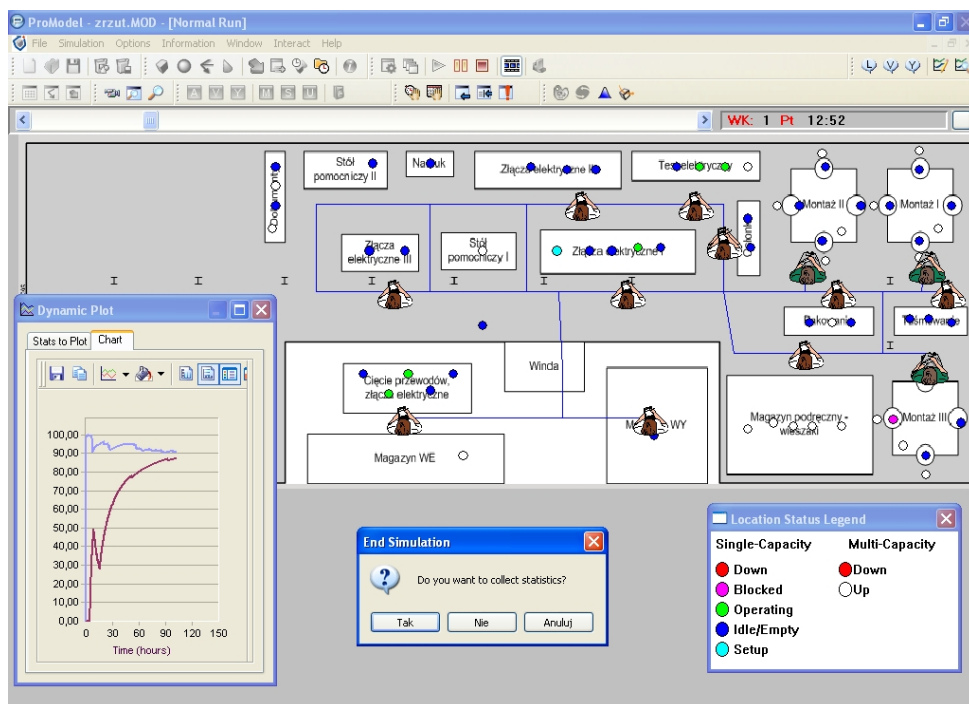 ProModel - zrzut.MOD - [Normal Run]
File Simulation Options Information Window Interact Help
WK: 1 Pt 12:52
Stół
pomocniczy II
Złącza elektryczne II
Test elektryczny
Montaż II
Montaż I
Złącza
elektryczne III
Stół
pomocniczy I
Złącza elektryczne I
Pakowanie
Taśmowanie
Dynamic Plot
Stats to Plot Chart
100,00
90,00
80,00
70,00
60,00
50,00
40,00
30,00
20,00
10,00
0,00
0 30 60 90 120 150
Time (hours)
Winda
Cięcie przewodów,
złącza elektryczne
Magazyn WE
WY
Magazyn podręczny -
wieszaki
Montaż III
End Simulation
Do you want to collect statistics?
Tak Nie Anuluj
Location Status Legend
Single-Capacity Multi-Capacity
Down Down
Blocked Up
Operating
Idle/Empty
Setup